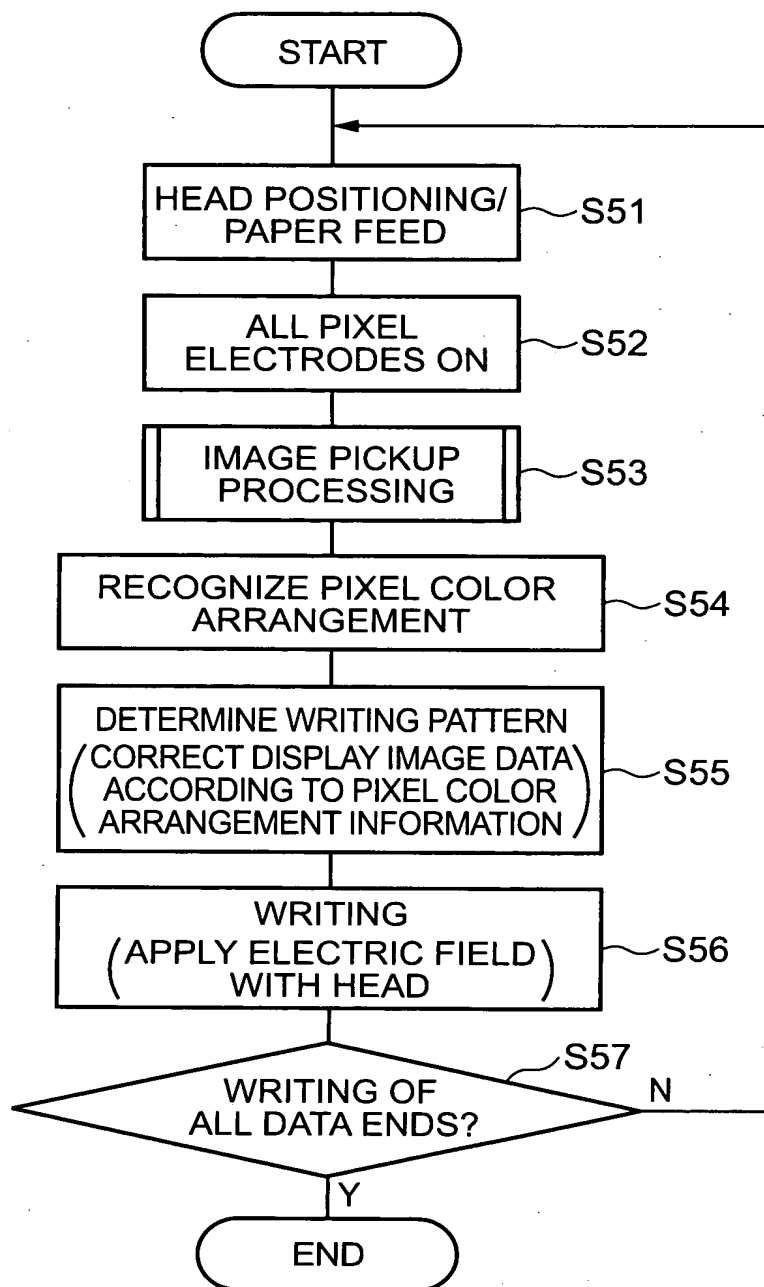 START
HEAD POSITIONING/
PAPER FEED
S51
ALL PIXEL
ELECTRODES ON
S52
IMAGE PICKUP
PROCESSING
S53
RECOGNIZE PIXEL COLOR
ARRANGEMENT
S54
DETERMINE WRITING PATTERN
(CORRECT DISPLAY IMAGE DATA
ACCORDING TO PIXEL COLOR
ARRANGEMENT INFORMATION)
S55
WRITING
(APPLY ELECTRIC FIELD
WITH HEAD)
S56
S57
WRITING OF
ALL DATA ENDS?
N
Y
END